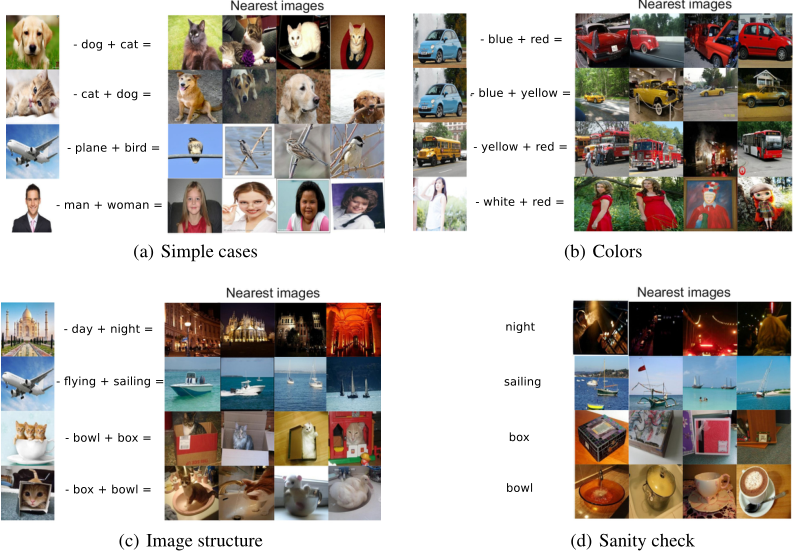 Nearest images
- dog + cat =
- cat + dog =
- plane + bird =
- man + woman =
(a) Simple cases
Nearest images
- blue + red =
- blue + yellow =
- yellow + red =
- white + red =
(b) Colors
Nearest images
- day + night =
- flying + sailing =
- bowl + box =
- box + bowl =
(c) Image structure
Nearest images
night
sailing
box
bowl
(d) Sanity check